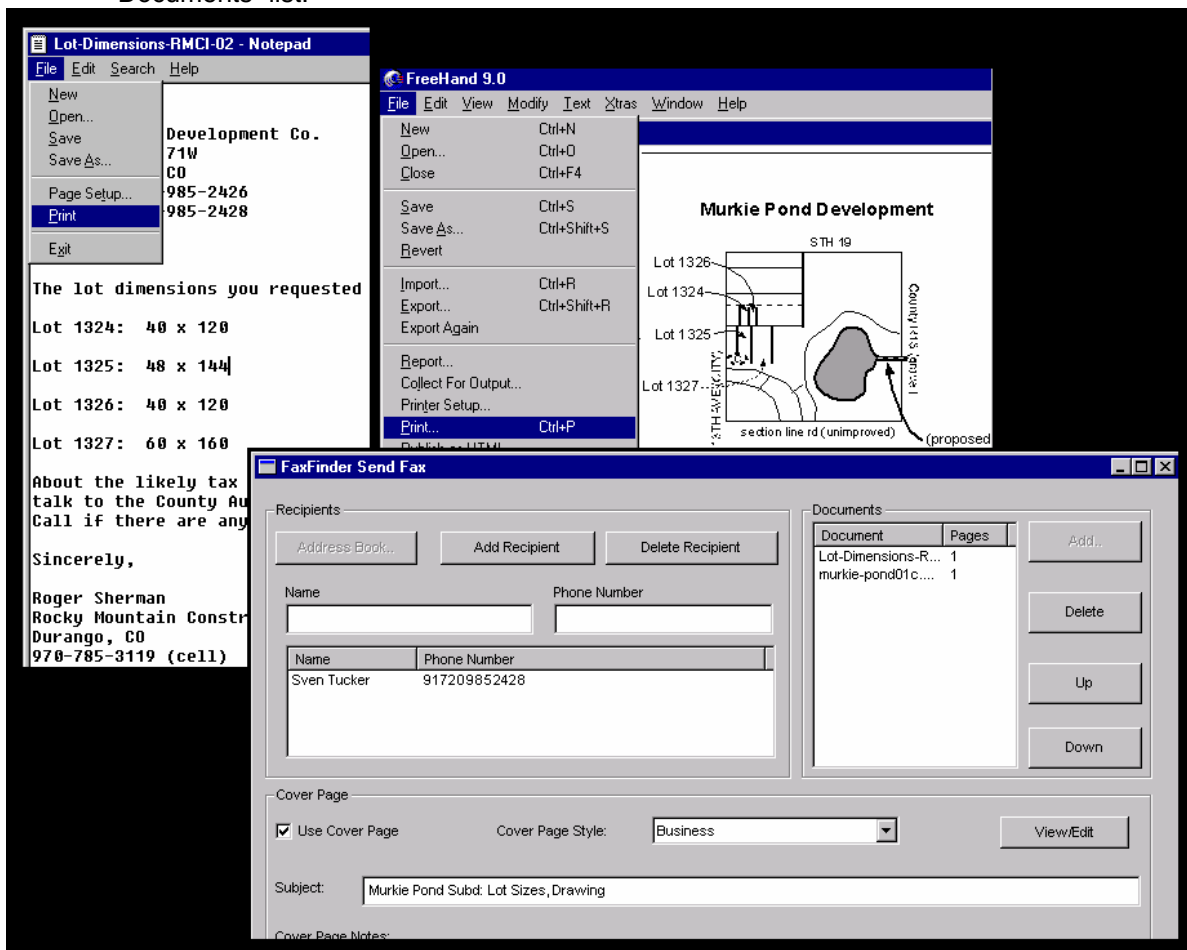 Documents" list.
Lot-Dimensions-RMCI-02 - Notepad
File Edit Search Help
New
Open...
Save
Save As...
Page Setup...
Print
Exit
Development Co.
71W
CO
985-2426
985-2428
The lot dimensions you requested
Lot 1324: 40 x 120
Lot 1325: 48 x 144
Lot 1326: 40 x 120
Lot 1327: 60 x 160
About the likely tax
talk to the County Au
Call if there are any
Sincerely,
Roger Sherman
Rocky Mountain Constr
Durango, CO
970-785-3119 (cell)
FreeHand 9.0
File Edit View Modify Text Xtras Window Help
New Ctrl+N
Open... Ctrl+O
Close Ctrl+F4
Save Ctrl+S
Save As... Ctrl+Shift+S
Revert
Import... Ctrl+R
Export... Ctrl+Shift+R
Export Again
Report...
Collect For Output...
Printer Setup...
Print... Ctrl+P
Publish as HTML
Murkie Pond Development
STH 19
Lot 1326
Lot 1324
Lot 1325
Lot 1327
section line rd (unimproved)
(proposed
FaxFinder Send Fax
Recipients
Address Book..
Add Recipient
Delete Recipient
Name
Phone Number
Name Phone Number
Sven Tucker 917209852428
Documents
Document Pages
Lot-Dimensions-R... 1
murkie-pond01c.... 1
Add..
Delete
Up
Down
Cover Page
Use Cover Page
Cover Page Style:
Business
View/Edit
Subject:
Murkie Pond Subd: Lot Sizes, Drawing
Cover Page Notes: